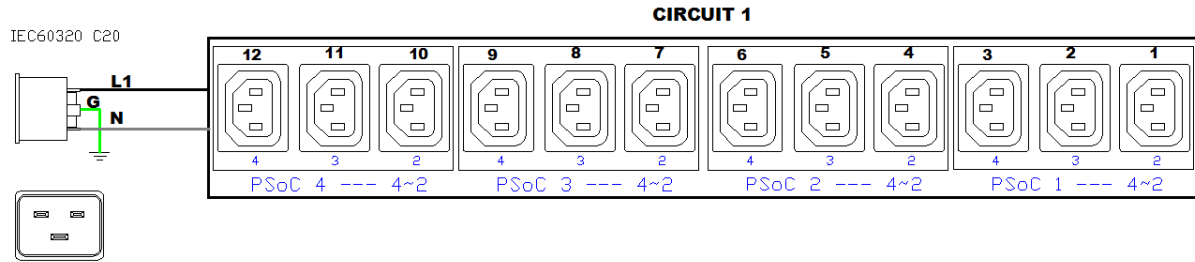 CIRCUIT 1
IEC60320 C20
12 11 10 9 8 7 6 5 4 3 2 1
L1
G
N
4 3 2 4 3 2 4 3 2 4 3 2
PSoC 4 --- 4~2 PSoC 3 --- 4~2 PSoC 2 --- 4~2 PSoC 1 --- 4~2